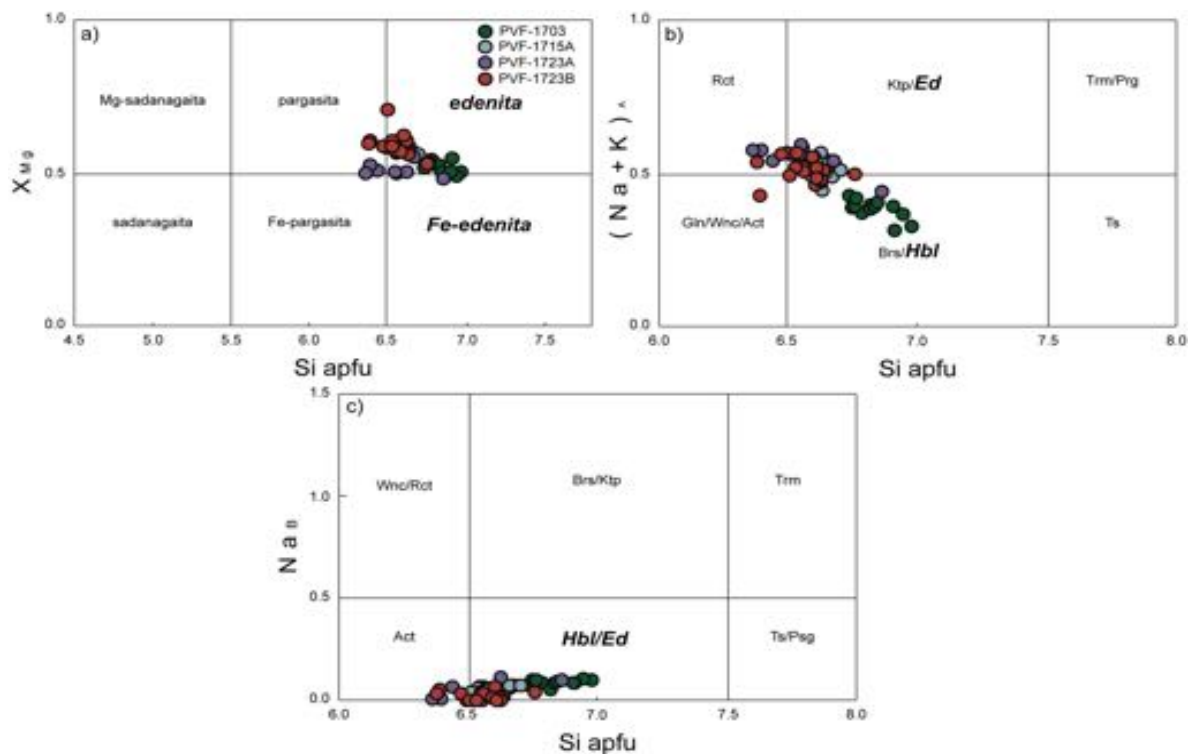 a)
PVF-1703
PVF-1715A
PVF-1723A
PVF-1723B
1.0
Mg-sadanagaita
pargasita
edenita
X Mg
0.5
sadanagaita
Fe-pargasita
Fe-edenita
0.0
4.5 5.0 5.5 6.0 6.5 7.0 7.5
Si apfu
b)
1.0
Rct
Ktp/Ed
Trm/Prg
( Na + K ) A
0.5
Gln/Wnc/Act
Brs/Hbl
Ts
0.0
6.0 6.5 7.0 7.5 8.0
Si apfu
c)
1.5
Wnc/Rct
Brs/Ktp
Trm
1.0
Na B
0.5
Act
Hbl/Ed
Ts/Psg
0.0
6.0 6.5 7.0 7.5 8.0
Si apfu